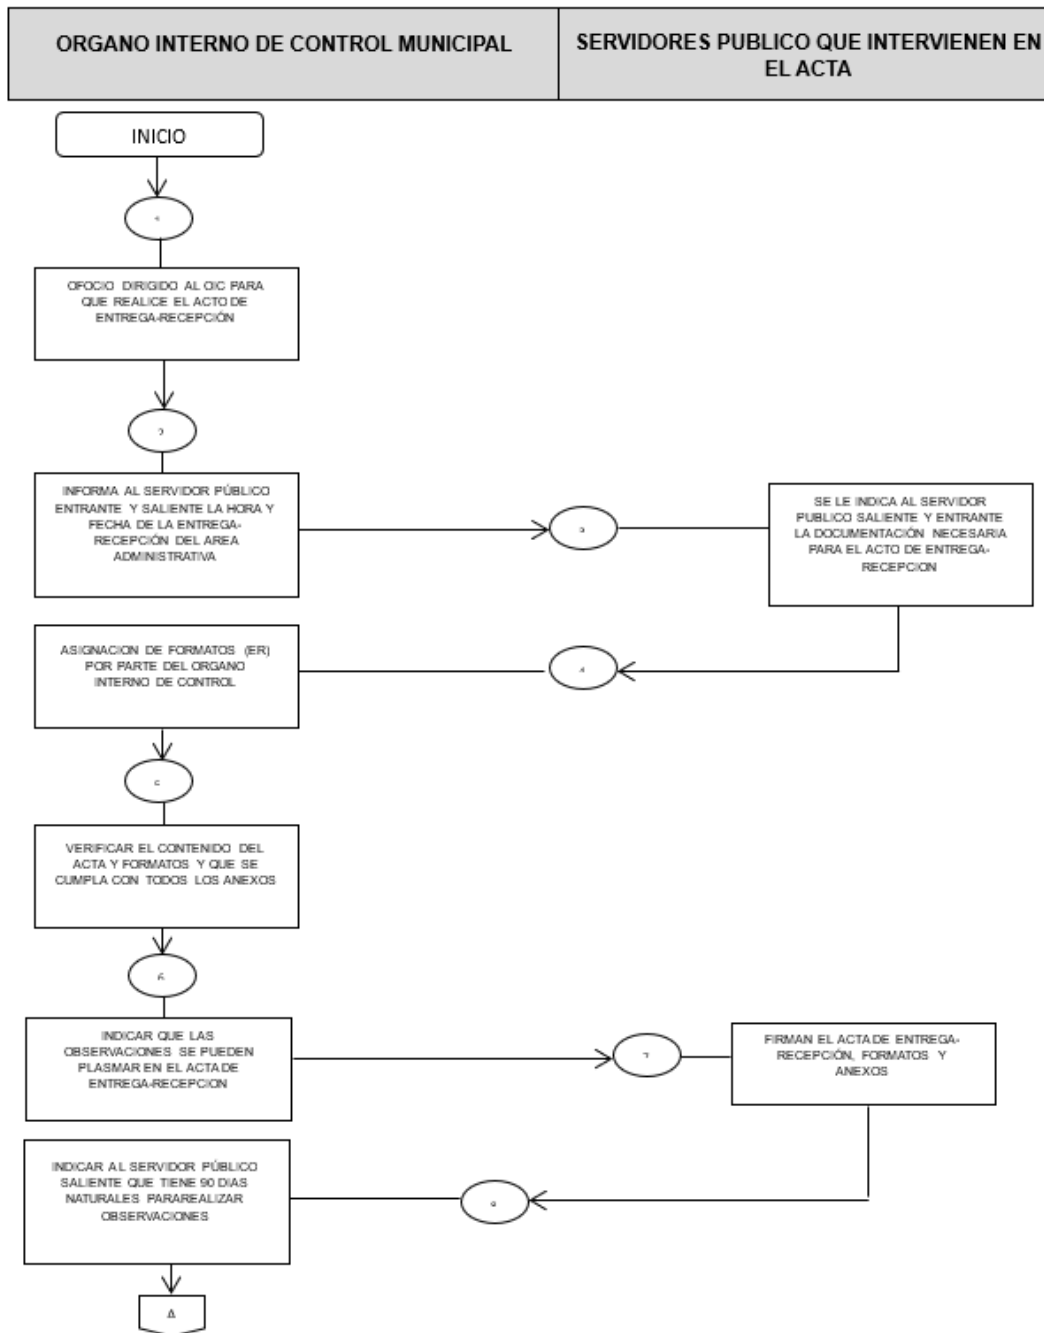 ORGANO INTERNO DE CONTROL MUNICIPAL
SERVIDORES PUBLICO QUE INTERVIENEN EN
EL ACTA
INICIO
OFOCIO DIRIGIDO AL OIC PARA
QUE REALICE EL ACTO DE
ENTREGA-RECEPCIÓN
INFORMA AL SERVIDOR PÚBLICO
ENTRANTE Y SALIENTE LA HORA Y
FECHA DE LA ENTREGA-
RECEPCIÓN DEL AREA
ADMINISTRATIVA
SE LE INDICA AL SERVIDOR
PUBLICO SALIENTE Y ENTRANTE
LA DOCUMENTACIÓN NECESARIA
PARA EL ACTO DE ENTREGA-
RECEPCION
ASIGNACION DE FORMATOS (ER)
POR PARTE DEL ORGANO
INTERNO DE CONTROL
VERIFICAR EL CONTENIDO DEL
ACTA Y FORMATOS Y QUE SE
CUMPLA CON TODOS LOS ANEXOS
6
INDICAR QUE LAS
OBSERVACIONES SE PUEDEN
PLASMAR EN EL ACTA DE
ENTREGA-RECEPCION
FIRMAN EL ACTA DE ENTREGA-
RECEPCIÓN, FORMATOS Y
ANEXOS
INDICAR AL SERVIDOR PÚBLICO
SALIENTE QUE TIENE 90 DIAS
NATURALES PARAREALIZAR
OBSERVACIONES
A